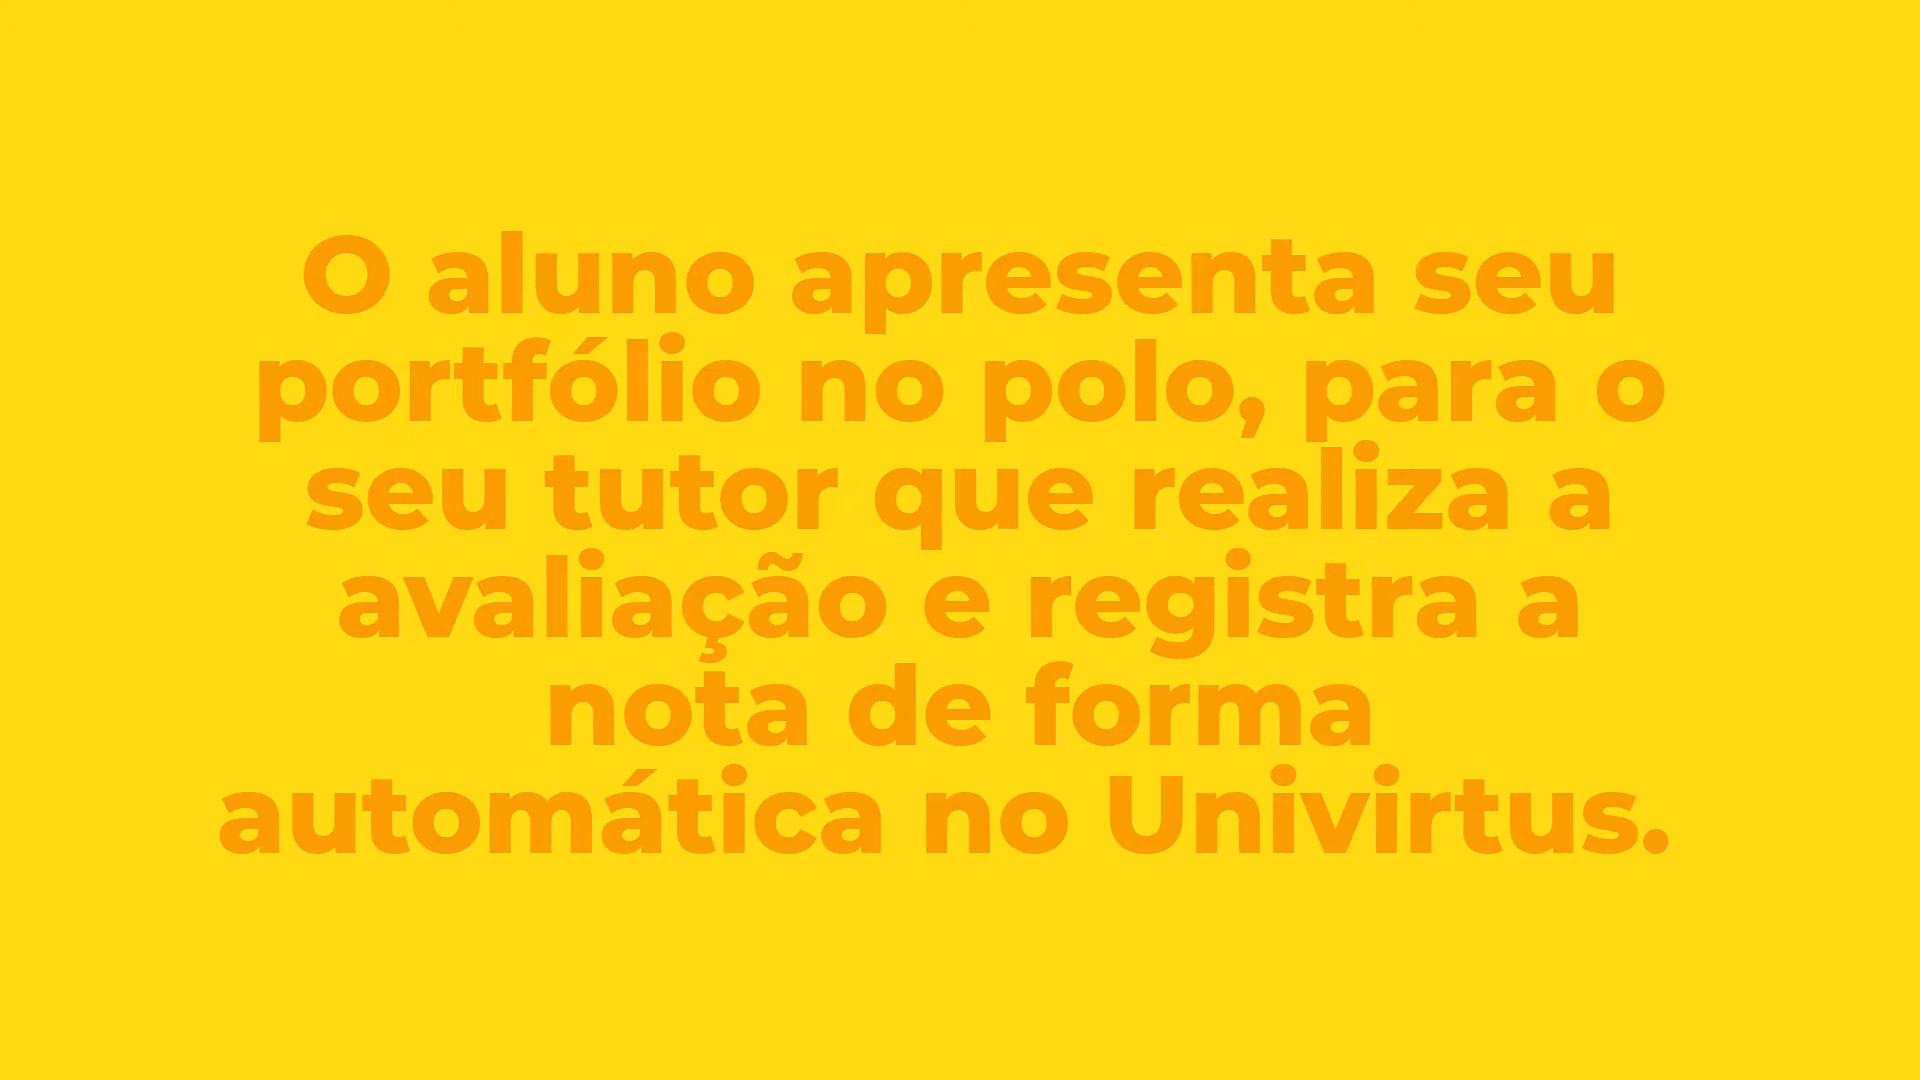 O aluno apresenta seu
portfólio no polo, para o
seu tutor que realiza a
avaliação e registra a
nota de forma
automática no Univirtus.